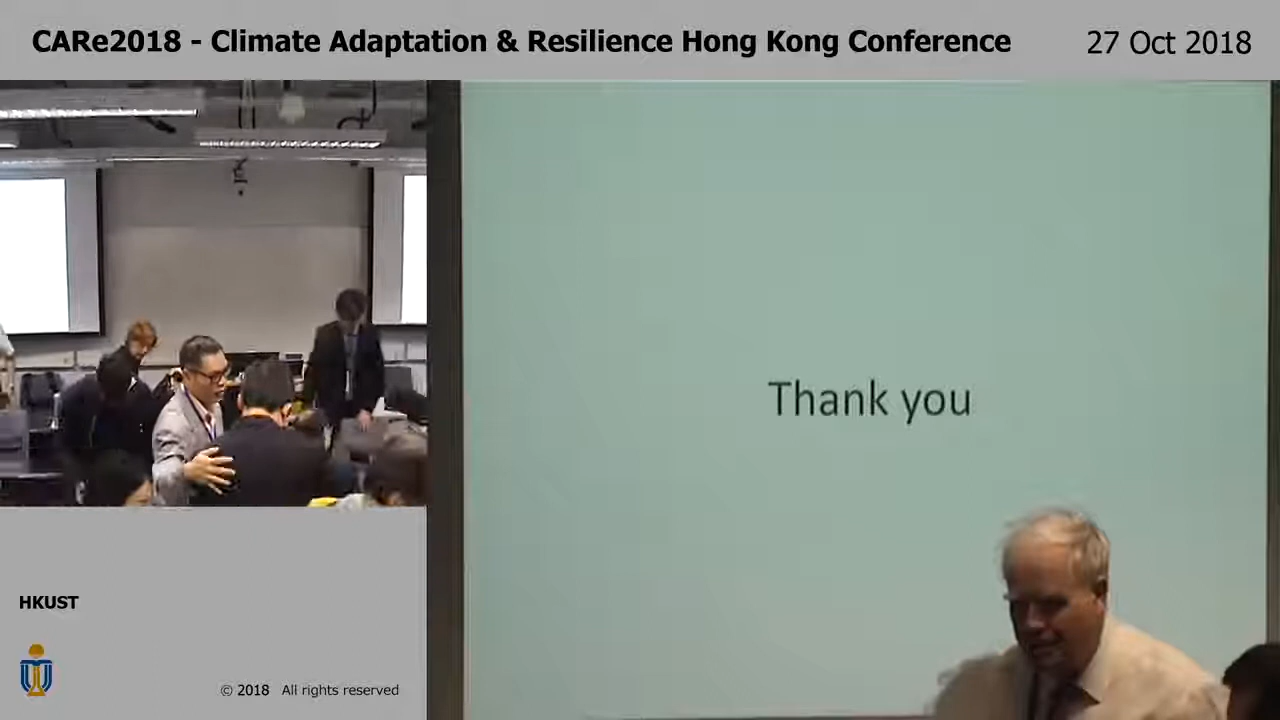 CARe2018 - Climate Adaptation & Resilience Hong Kong Conference
27 Oct 2018
Thank you
HKUST
© 2018 All rights reserved